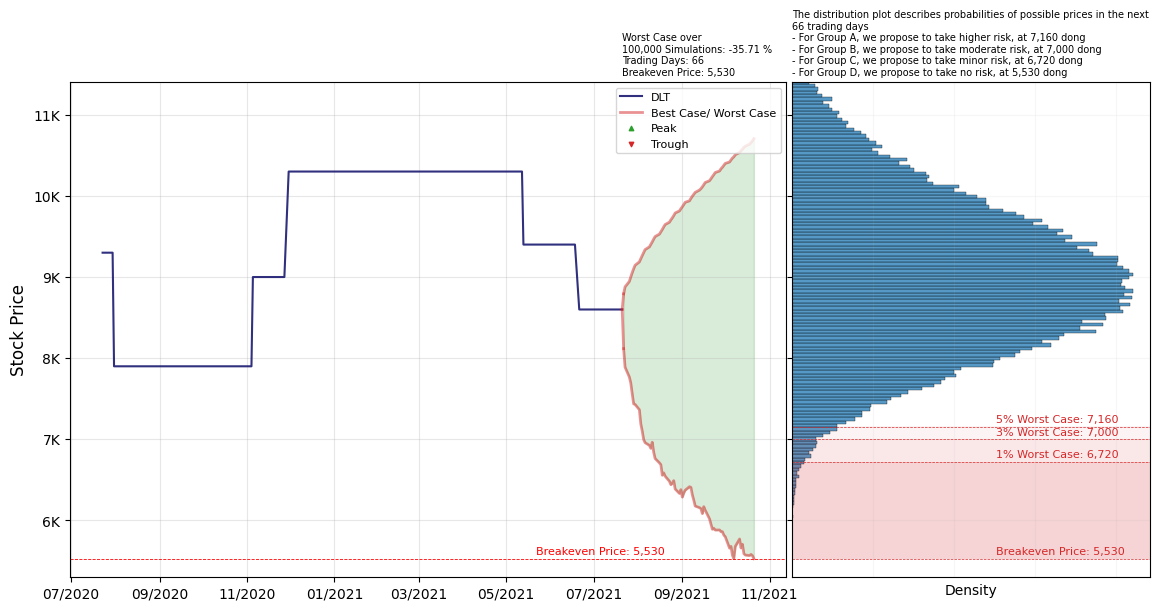 Worst Case over
100,000 Simulations: -35.71 %
Trading Days: 66
Breakeven Price: 5,530
The distribution plot describes probabilities of possible prices in the next
66 trading days
- For Group A, we propose to take higher risk, at 7,160 dong
- For Group B, we propose to take moderate risk, at 7,000 dong
- For Group C, we propose to take minor risk, at 6,720 dong
- For Group D, we propose to take no risk, at 5,530 dong
DLT
Best Case/ Worst Case
Peak
Trough
11K
10K
9K
8K
7K
6K
Stock Price
Breakeven Price: 5,530
5% Worst Case: 7,160
3% Worst Case: 7,000
1% Worst Case: 6,720
Breakeven Price: 5,530
07/2020
09/2020
11/2020
01/2021
03/2021
05/2021
07/2021
09/2021
11/2021
Density